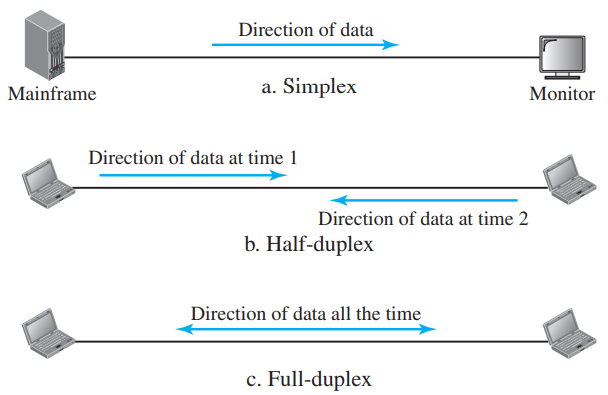 Direction of data
Mainframe
a. Simplex
Monitor
Direction of data at time 1
Direction of data at time 2
b. Half-duplex
Direction of data all the time
c. Full-duplex